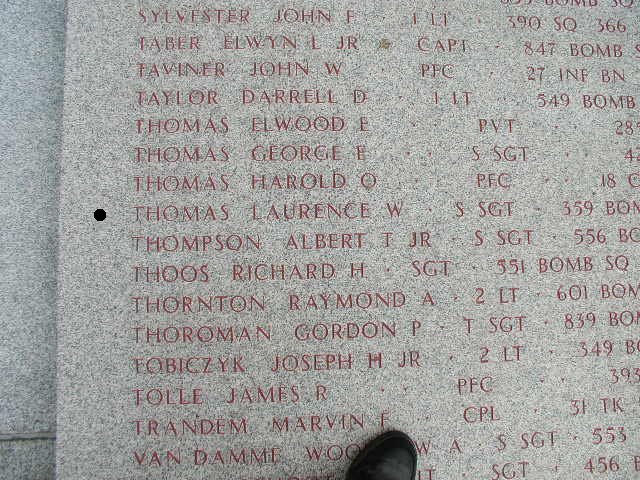 SYLVESTER JOHN F · 1 LT · 390 SQ 366
TABER ELWYN L JR CAPT · 847 BOMB S
TAVINER JOHN W · PFC · 27 INF BN
TAYLOR DARRELL D · 1 LT · 549 BOMB
THOMAS ELWOOD E · PVT
THOMAS GEORGE E · S SGT
THOMAS HAROLD O · PFC · 18
THOMAS LAURENCE W · S SGT · 359 BOM
THOMPSON ALBERT T JR · S SGT · 556 BO
THOOS RICHARD H · SGT · 551 BOMB SQ
THORNTON RAYMOND A · 2 LT · 601 BOM
THOROMAN GORDON P · T SGT · 839 BOM
TOBICZYK JOSEPH H JR · 2 LT · 349 BO
TOLLE JAMES R · PFC · 393
TRANDEM MARVIN F CPL · 31 TK
VAN DAMME WOO W A · S SGT · 553
LT · SGT · 456 B